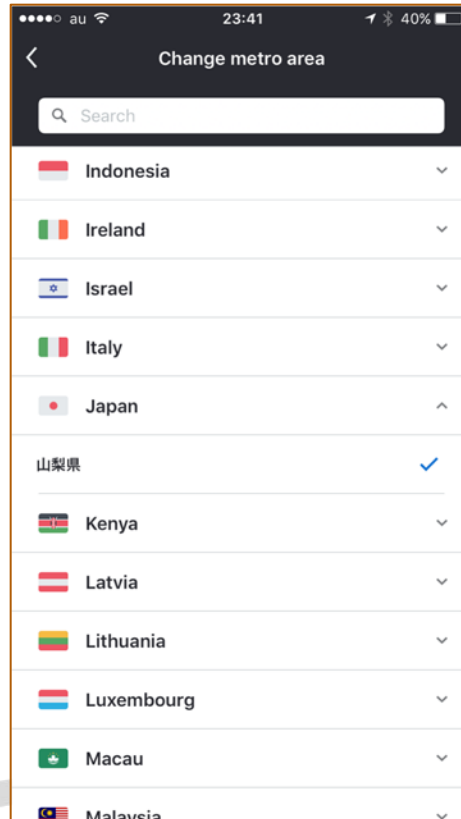 au 23:41 40%
Change metro area
Search
Indonesia
Ireland
Israel
Italy
Japan
山梨県
Kenya
Latvia
Lithuania
Luxembourg
Macau
Malaysia